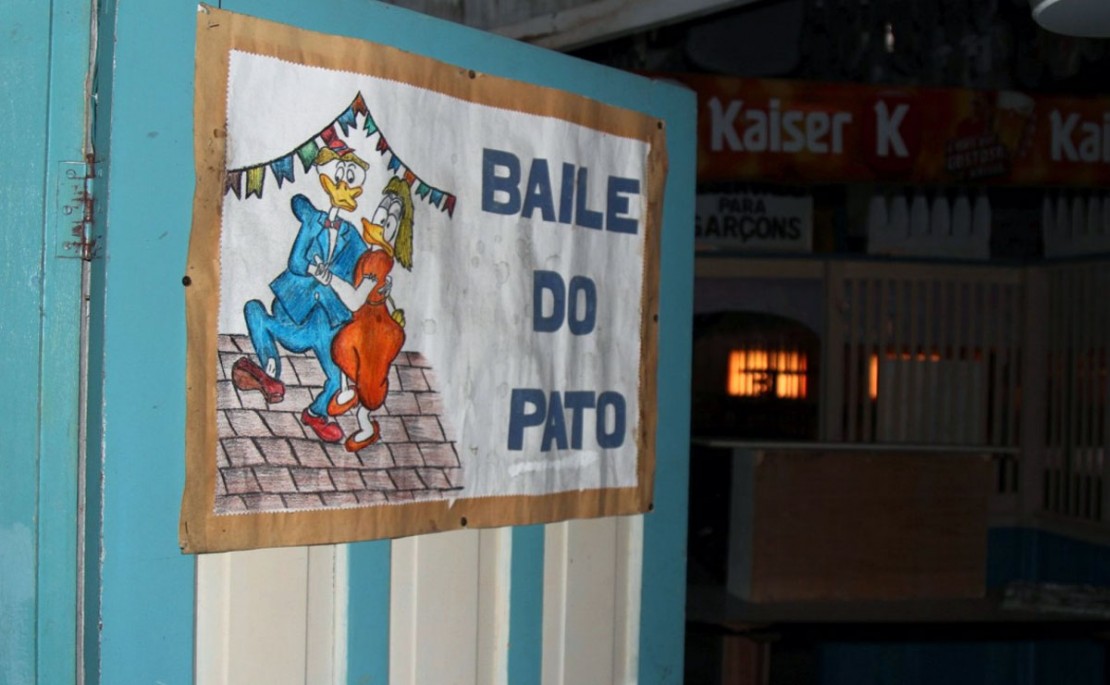 BAILE
DO
PATO
Kaiser K
Kai
PARA
GARÇONS